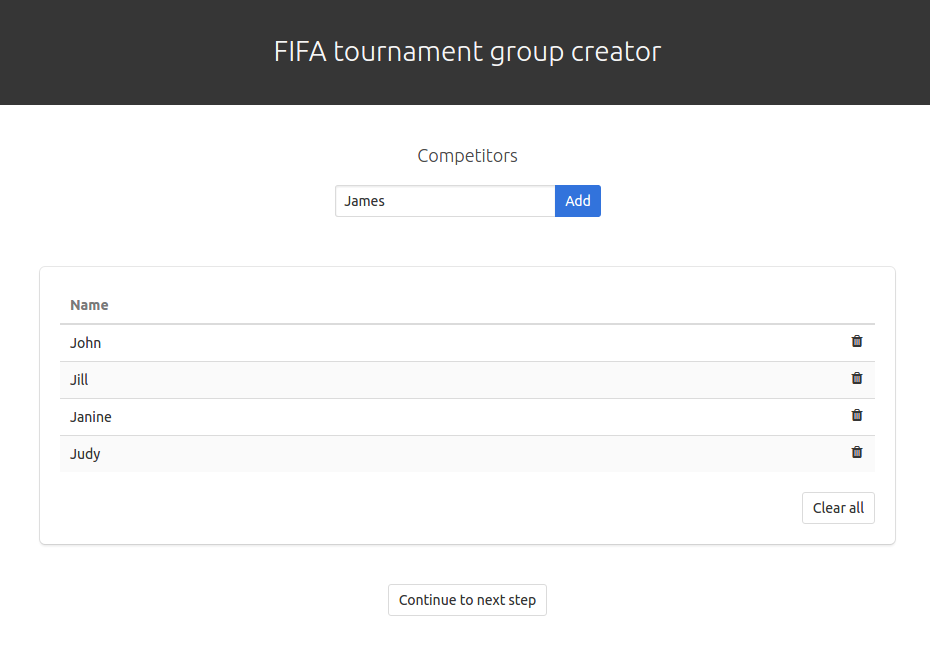 FIFA tournament group creator
Competitors
James Add
Name
John
Jill
Janine
Judy
Clear all
Continue to next step